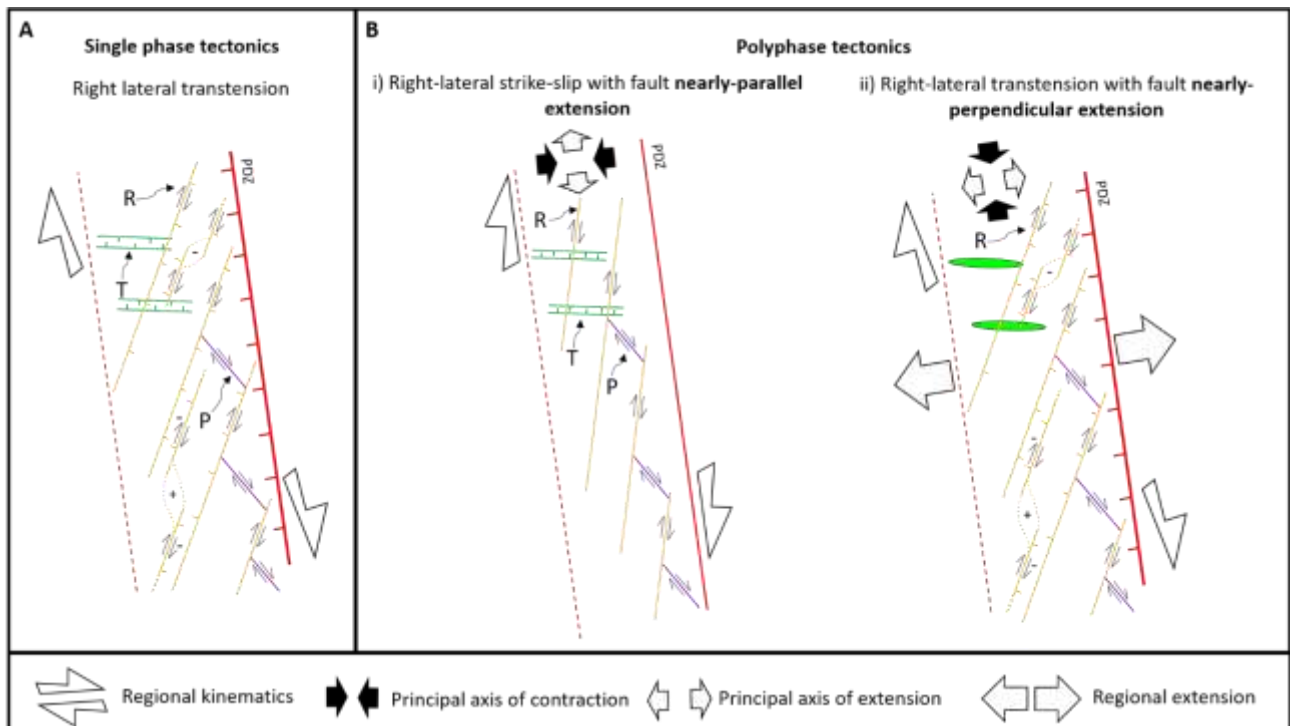 A
Single phase tectonics
Right lateral transtension
PDZ
R
T
P
B
Polyphase tectonics
i) Right-lateral strike-slip with fault nearly-parallel
extension
PDZ
R
T
P
ii) Right-lateral transtension with fault nearly-
perpendicular extension
PDZ
R
-
-
+
-
-
-
+
-
Regional kinematics
Principal axis of contraction
Principal axis of extension
Regional extension